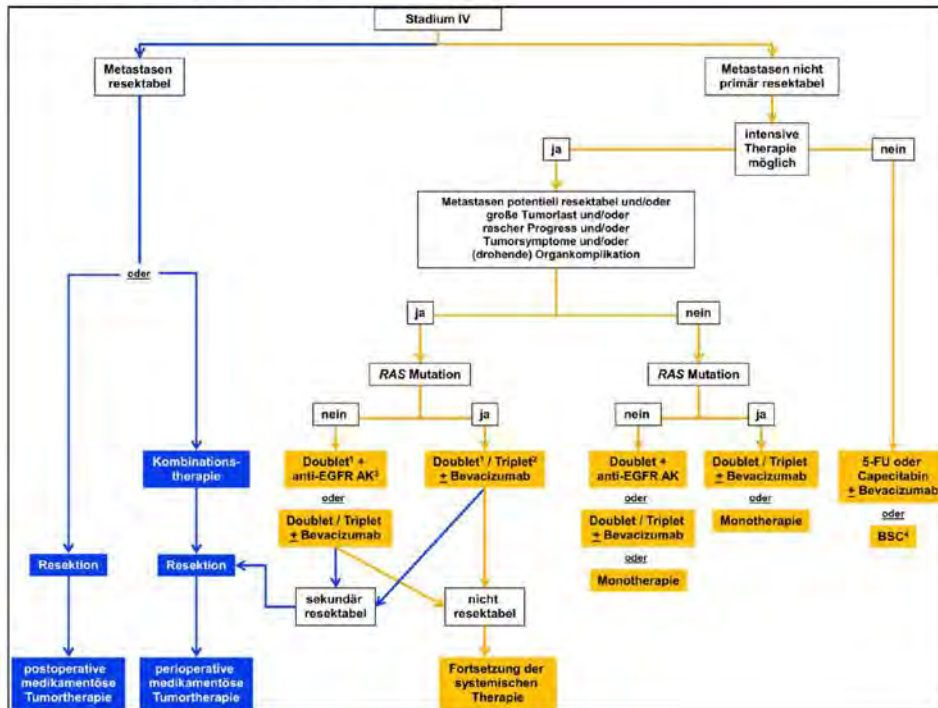 Stadium IV
Metastasen
resektabel
Metastasen nicht
primär resektabel
intensive
Therapie
möglich
ja
nein
Metastasen potentiell resektabel und/oder
große Tumorlast und/oder
rascher Progress und/oder
Tumorsymptome und/oder
(drohende) Organkomplikation
oder
ja
nein
RAS Mutation
RAS Mutation
nein
ja
nein
ja
Kombinations-
therapie
Doublet¹ +
anti-EGFR AK³
oder
Doublet / Triplet
± Bevacizumab
Doublet¹ / Triplet²
± Bevacizumab
Doublet +
anti-EGFR AK
oder
Doublet / Triplet
± Bevacizumab
oder
Monotherapie
Doublet / Triplet
± Bevacizumab
oder
Monotherapie
5-FU oder
Capecitabin
± Bevacizumab
oder
BSC⁴
Resektion
Resektion
sekundär
resektabel
nicht
resektabel
postoperative
medikamentöse
Tumortherapie
perioperative
medikamentöse
Tumortherapie
Fortsetzung der
systemischen
Therapie